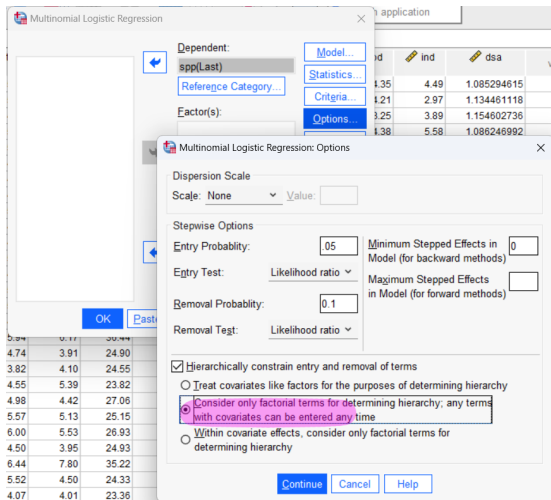 Multinomial Logistic Regression
application
Dependent:
spp(Last)
Model...
Statistics...
Reference Category...
Criteria...
Factor(s):
Options...
ind
dsa
4.35 4.49 1.085294615
4.21 2.97 1.134461118
3.25 3.89 1.154602736
4.38 5.58 1.086246992
Multinomial Logistic Regression: Options
Dispersion Scale
Scale: None
Value:
Stepwise Options
Entry Probablity: .05
Minimum Stepped Effects in 0
Model (for backward methods)
Entry Test: Likelihood ratio
Maximum Stepped Effects
in Model (for forward methods)
Removal Probablity: 0.1
Removal Test: Likelihood ratio
OK
Hierarchically constrain entry and removal of terms
Treat covariates like factors for the purposes of determining hierarchy
Consider only factorial terms for determining hierarchy; any terms
with covariates can be entered any time
Within covariate effects, consider only factorial terms for
determining hierarchy
Continue Cancel Help
4.74 3.91 24.90
3.82 4.10 24.55
4.55 5.39 23.82
4.98 4.42 27.06
5.57 5.13 25.15
6.00 5.53 26.93
4.50 3.95 24.93
6.44 7.80 35.22
5.52 4.50 24.33
4.07 4.01 23.36